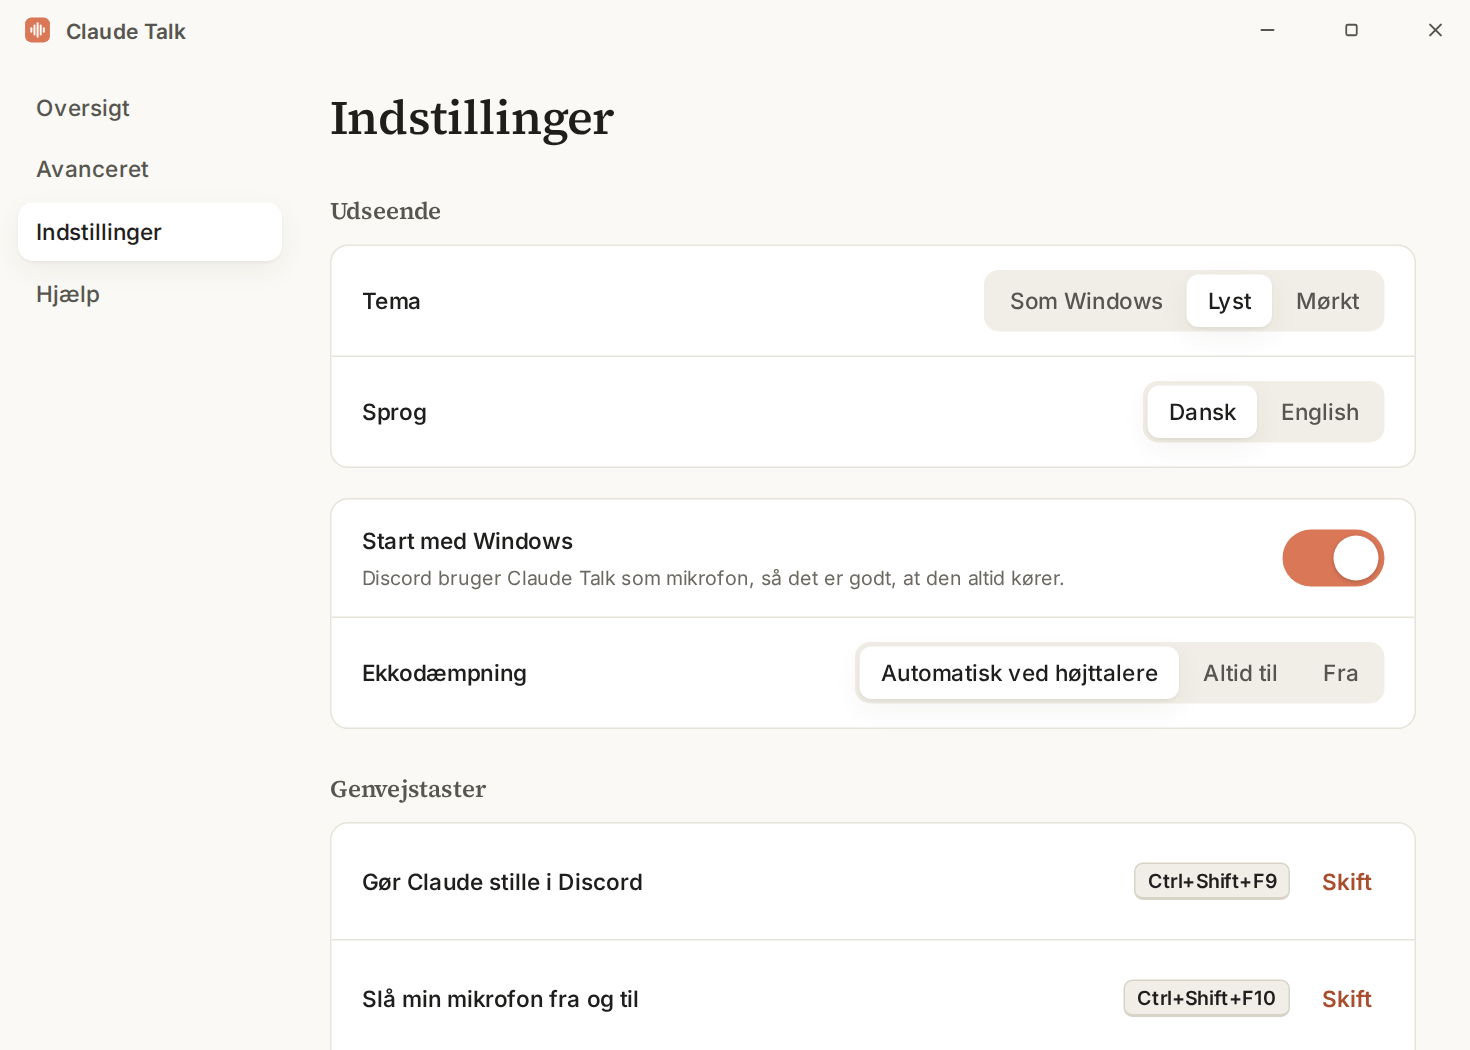 Claude Talk
Oversigt
Avanceret
Indstillinger
Hjælp
Indstillinger
Udseende
Tema
Som Windows Lyst Mørkt
Sprog
Dansk English
Start med Windows
Discord bruger Claude Talk som mikrofon, så det er godt, at den altid kører.
Ekkodæmpning
Automatisk ved højttalere Altid til Fra
Genvejstaster
Gør Claude stille i Discord
Ctrl+Shift+F9 Skift
Slå min mikrofon fra og til
Ctrl+Shift+F10 Skift